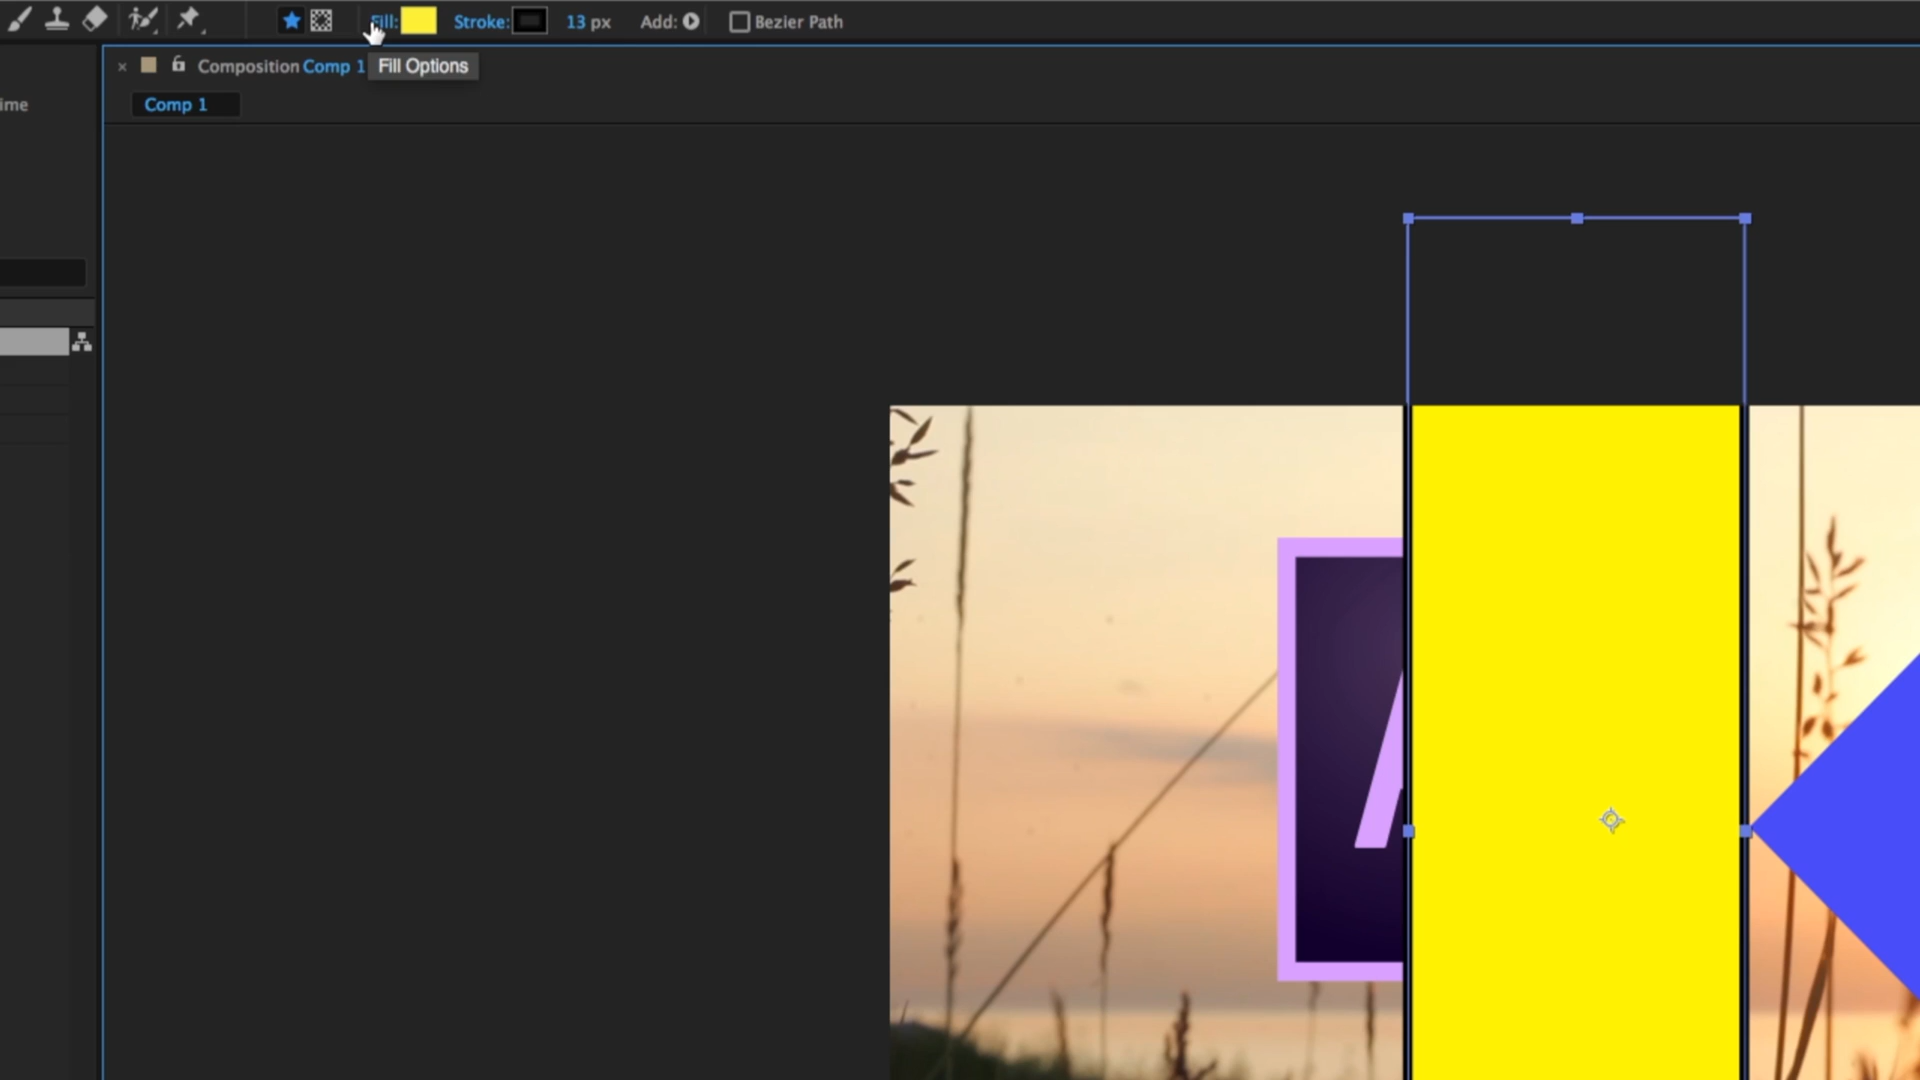 Fill: Stroke: 13 px Add: Bezier Path
Composition Comp 1 Fill Options
ime
Comp 1